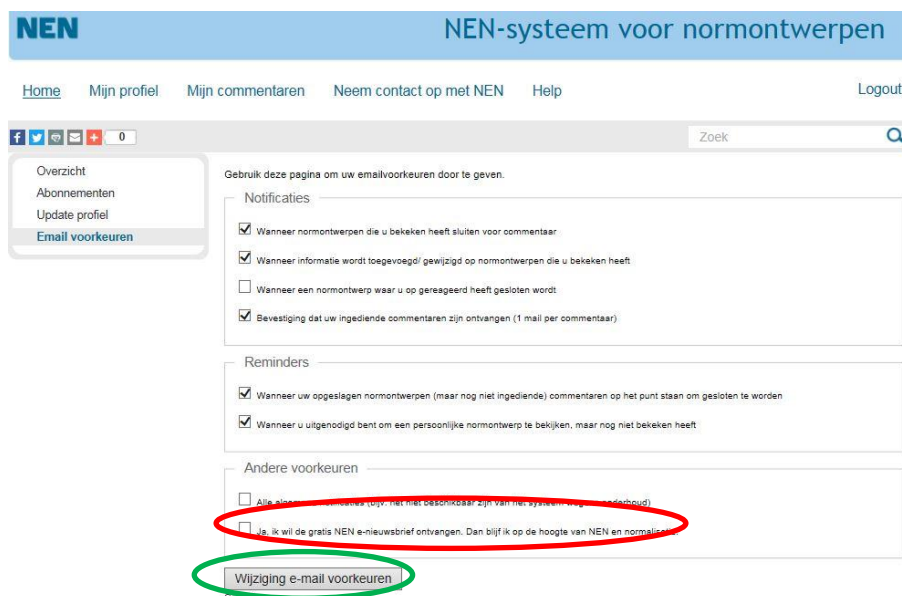 NEN
NEN-systeem voor normontwerpen
Home Mijn profiel Mijn commentaren Neem contact op met NEN Help Logout
0 Zoek
Overzicht
Abonnementen
Update profiel
Email voorkeuren
Gebruik deze pagina om uw emailvoorkeuren door te geven.
Notificaties
Wanneer normontwerpen die u bekeken heeft sluiten voor commentaar
Wanneer informatie wordt toegevoegd/ gewijzigd op normontwerpen die u bekeken heeft
Wanneer een normontwerp waar u op gereageerd heeft gesloten wordt
Bevestiging dat uw ingediende commentaren zijn ontvangen (1 mail per commentaar)
Reminders
Wanneer uw opgeslagen normontwerpen (maar nog niet ingediende) commentaren op het punt staan om gesloten te worden
Wanneer u uitgenodigd bent om een persoonlijke normontwerp te bekijken, maar nog niet bekeken heeft
Andere voorkeuren
Alle (bijv. het niet beschikbaar zijn van het systeem onderhoud)
Ja, ik wil de gratis NEN e-nieuwsbrief ontvangen. Dan blijf ik op de hoogte van NEN en normalisatie.
Wijziging e-mail voorkeuren